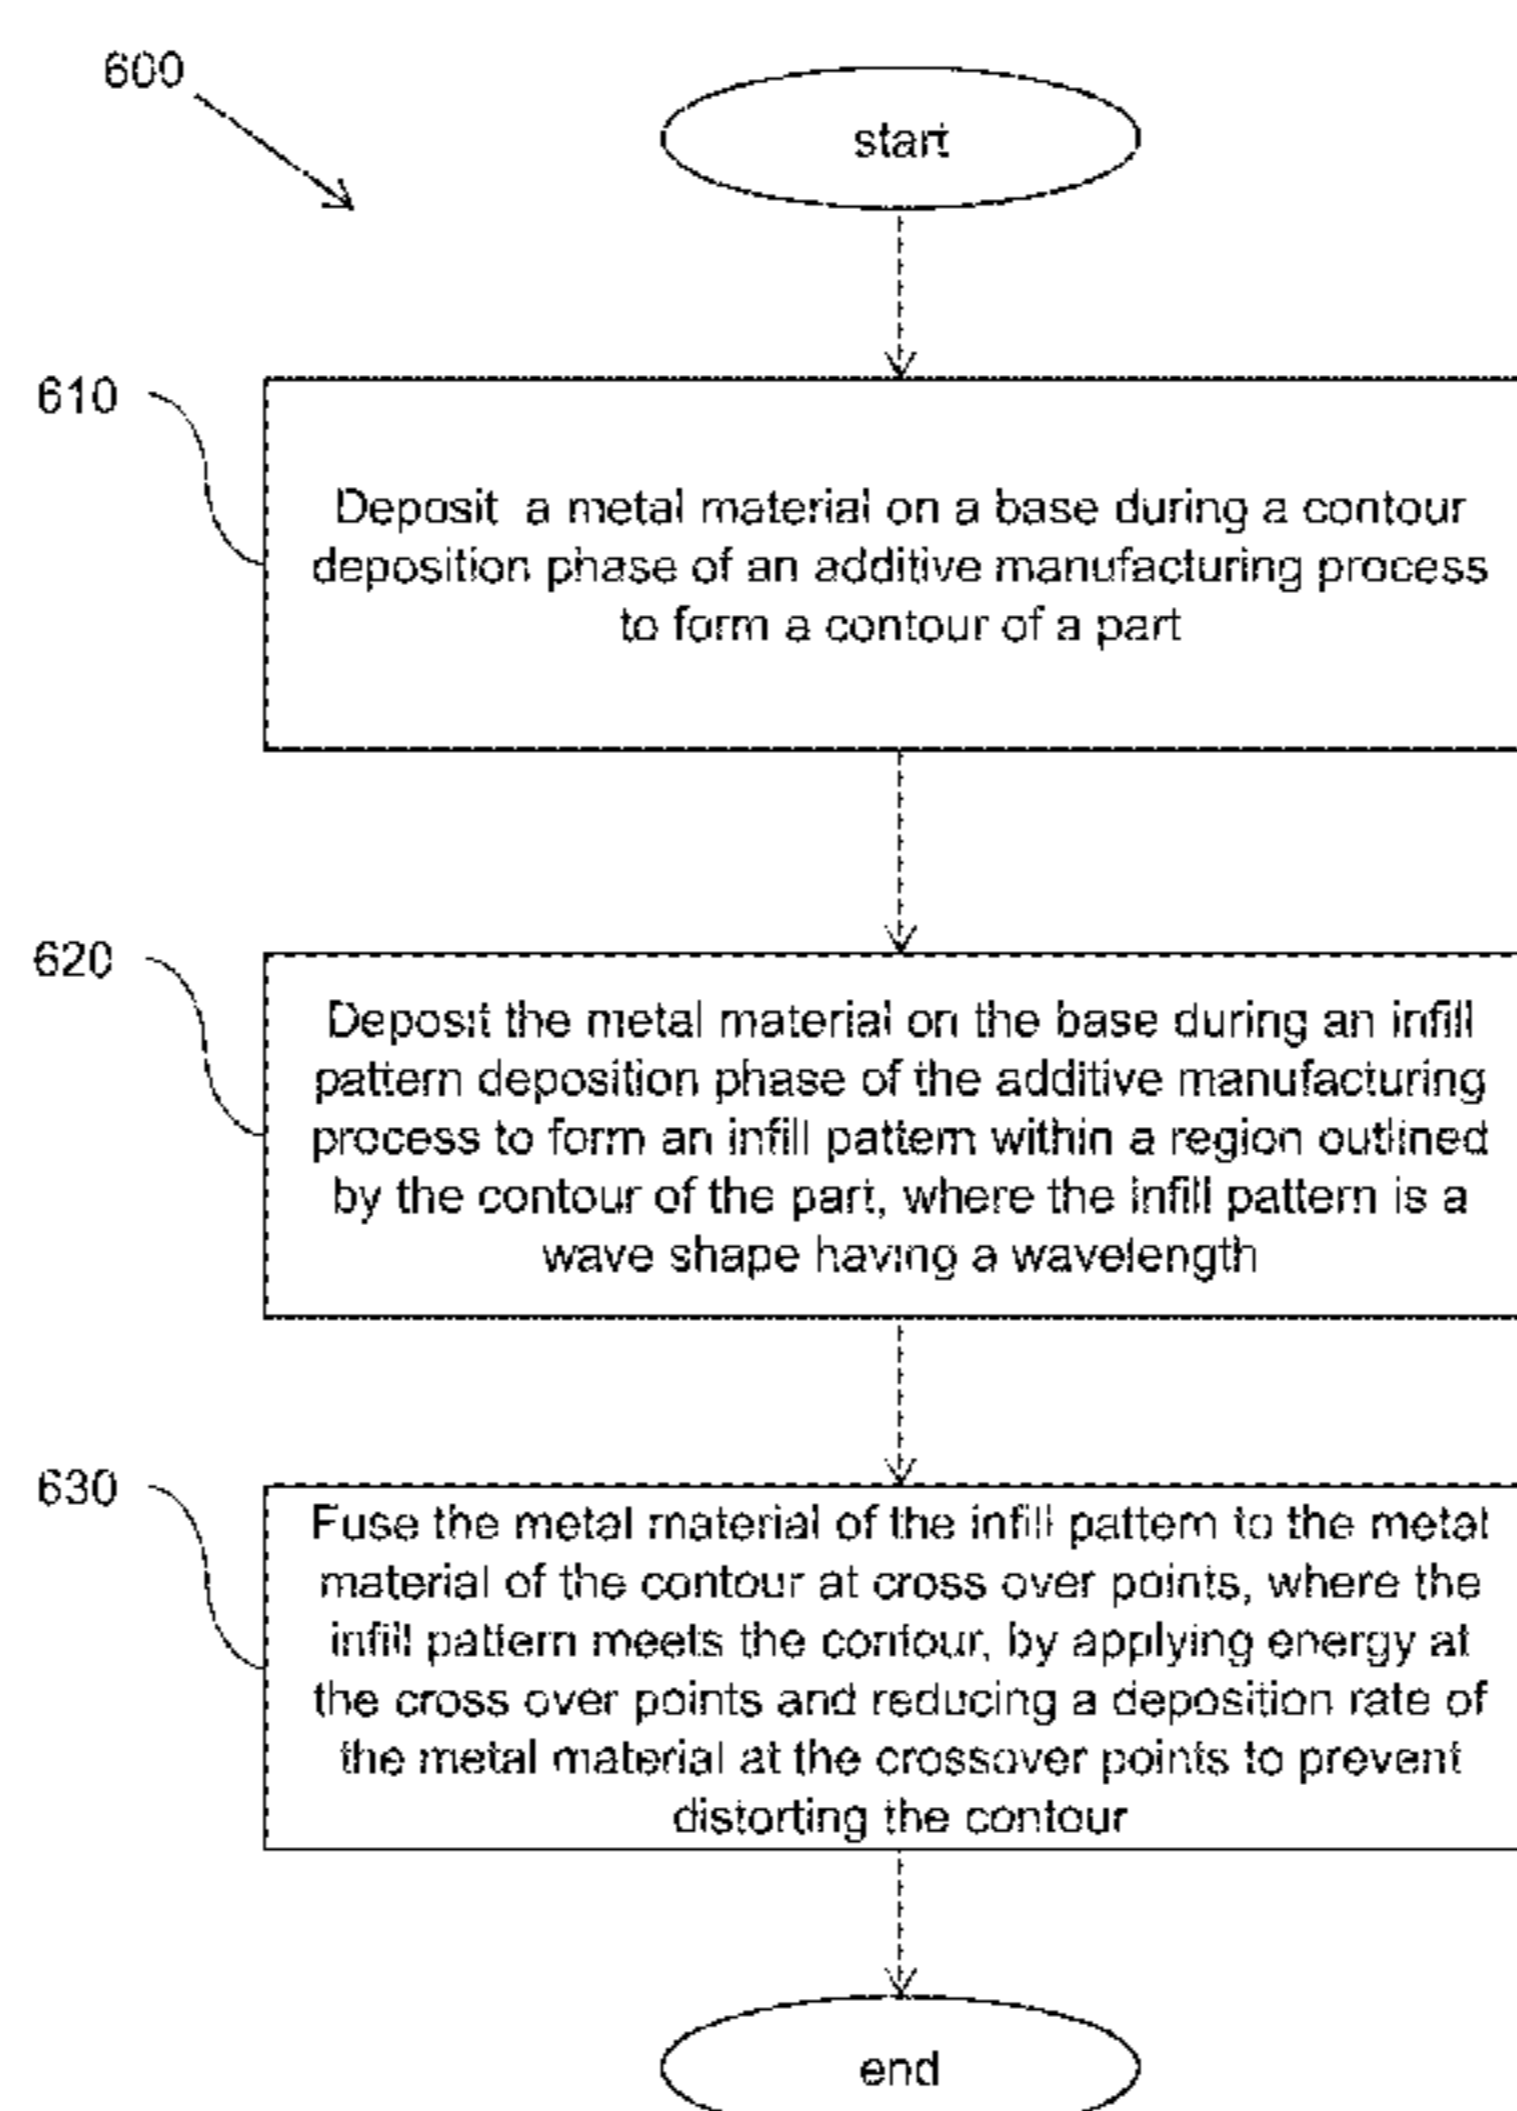 600
start
610
Deposit a metal material on a base during a contour
deposition phase of an additive manufacturing process
to form a contour of a part
620
Deposit the metal material on the base during an infill
pattern deposition phase of the additive manufacturing
process to form an infill pattern within a region outlined
by the contour of the part, where the infill pattern is a
wave shape having a wavelength
630
Fuse the metal material of the infill pattern to the metal
material of the contour at cross over points, where the
infill pattern meets the contour, by applying energy at
the cross over points and reducing a deposition rate of
the metal material at the crossover points to prevent
distorting the contour
end